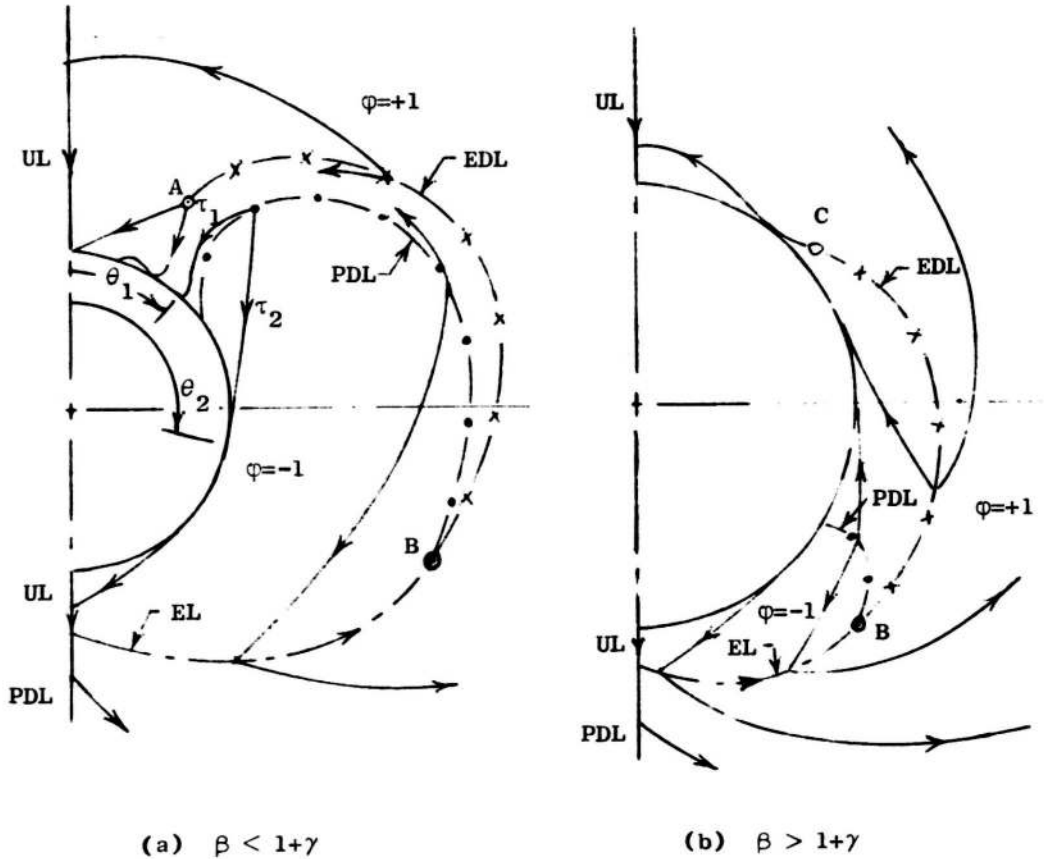 φ=+1
UL
EDL
A
τ1
PDL
θ1
τ2
θ2
φ=-1
B
UL
EL
PDL
(a) β < 1+γ
UL
C
EDL
PDL
φ=+1
φ=-1
B
UL
EL
PDL
(b) β > 1+γ